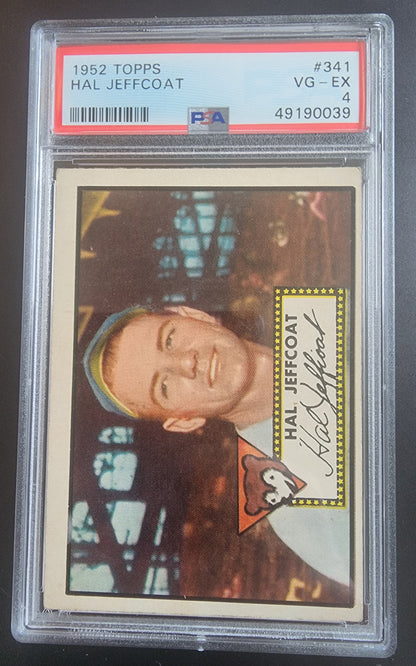 1952 TOPPS
HAL JEFFCOAT
#341
VG-EX
4
PSA
49190039
HAL JEFFCOAT
Hal Jeffcoat